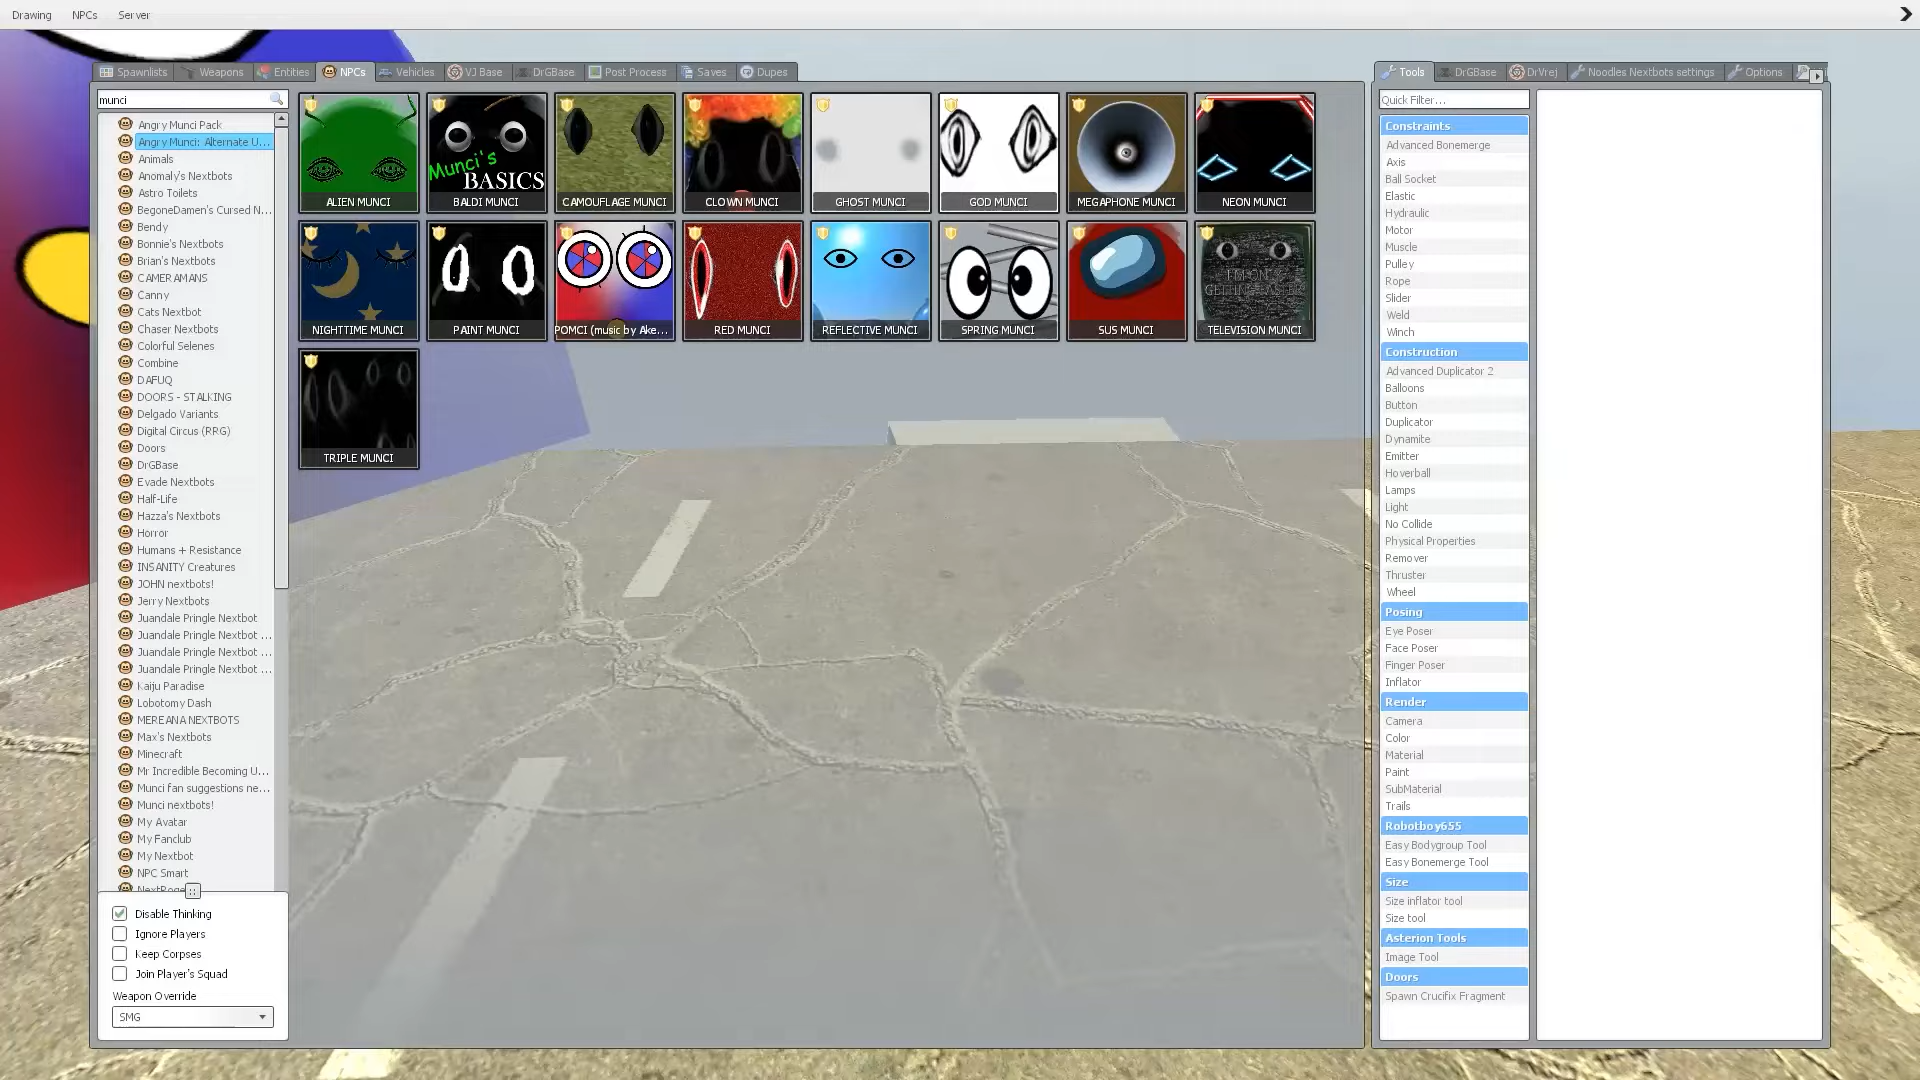 Drawing NPCs Server
Spawnlists Weapons Entities NPCs Vehicles VJ Base DrGBase Post Process Saves Dupes
munci
Angry Munci Pack
Angry Munci: Alternate U...
Animals
Anomaly's Nextbots
Astro Toilets
BegoneDamen's Cursed N...
Bendy
Bonnie's Nextbots
Brian's Nextbots
CAMERAMANS
Canny
Cats Nextbot
Chaser Nextbots
Colorful Selenes
Combine
DAFUQ
DOORS - STALKING
Delgado Variants
Digital Circus (RRG)
Doors
DrGBase
Evade Nextbots
Half-Life
Hazza's Nextbots
Horror
Humans + Resistance
INSANITY Creatures
JOHN nextbots!
Jerry Nextbots
Juandale Pringle Nextbot
Juandale Pringle Nextbot ...
Juandale Pringle Nextbot ...
Juandale Pringle Nextbot ...
Kaiju Paradise
Lobotomy Dash
MEREANA NEXTBOTS
Max's Nextbots
Minecraft
Mr Incredible Becoming U...
Munci fan suggestions ne...
Munci nextbots!
My Avatar
My Fanclub
My Nextbot
NPC Smart
Disable Thinking
Ignore Players
Keep Corpses
Join Player's Squad
Weapon Override
SMG
Munci's
BASICS
ALIEN MUNCI BALDI MUNCI CAMOUFLAGE MUNCI CLOWN MUNCI GHOST MUNCI GOD MUNCI MEGAPHONE MUNCI NEON MUNCI
I'M ONLY
GETTING FASTER
NIGHTTIME MUNCI PAINT MUNCI POMCI (music by Ake... RED MUNCI REFLECTIVE MUNCI SPRING MUNCI SUS MUNCI TELEVISION MUNCI
TRIPLE MUNCI
Tools DrGBase DrVrej Noodles Nextbots settings Options
Quick Filter...
Constraints
Advanced Bonemerge
Axis
Ball Socket
Elastic
Hydraulic
Motor
Muscle
Pulley
Rope
Slider
Weld
Winch
Construction
Advanced Duplicator 2
Balloons
Button
Duplicator
Dynamite
Emitter
Hoverball
Lamps
Light
No Collide
Physical Properties
Remover
Thruster
Wheel
Posing
Eye Poser
Face Poser
Finger Poser
Inflator
Render
Camera
Color
Material
Paint
SubMaterial
Trails
Robotboy655
Easy Bodygroup Tool
Easy Bonemerge Tool
Size
Size inflator tool
Size tool
Asterion Tools
Image Tool
Doors
Spawn Crucifix Fragment